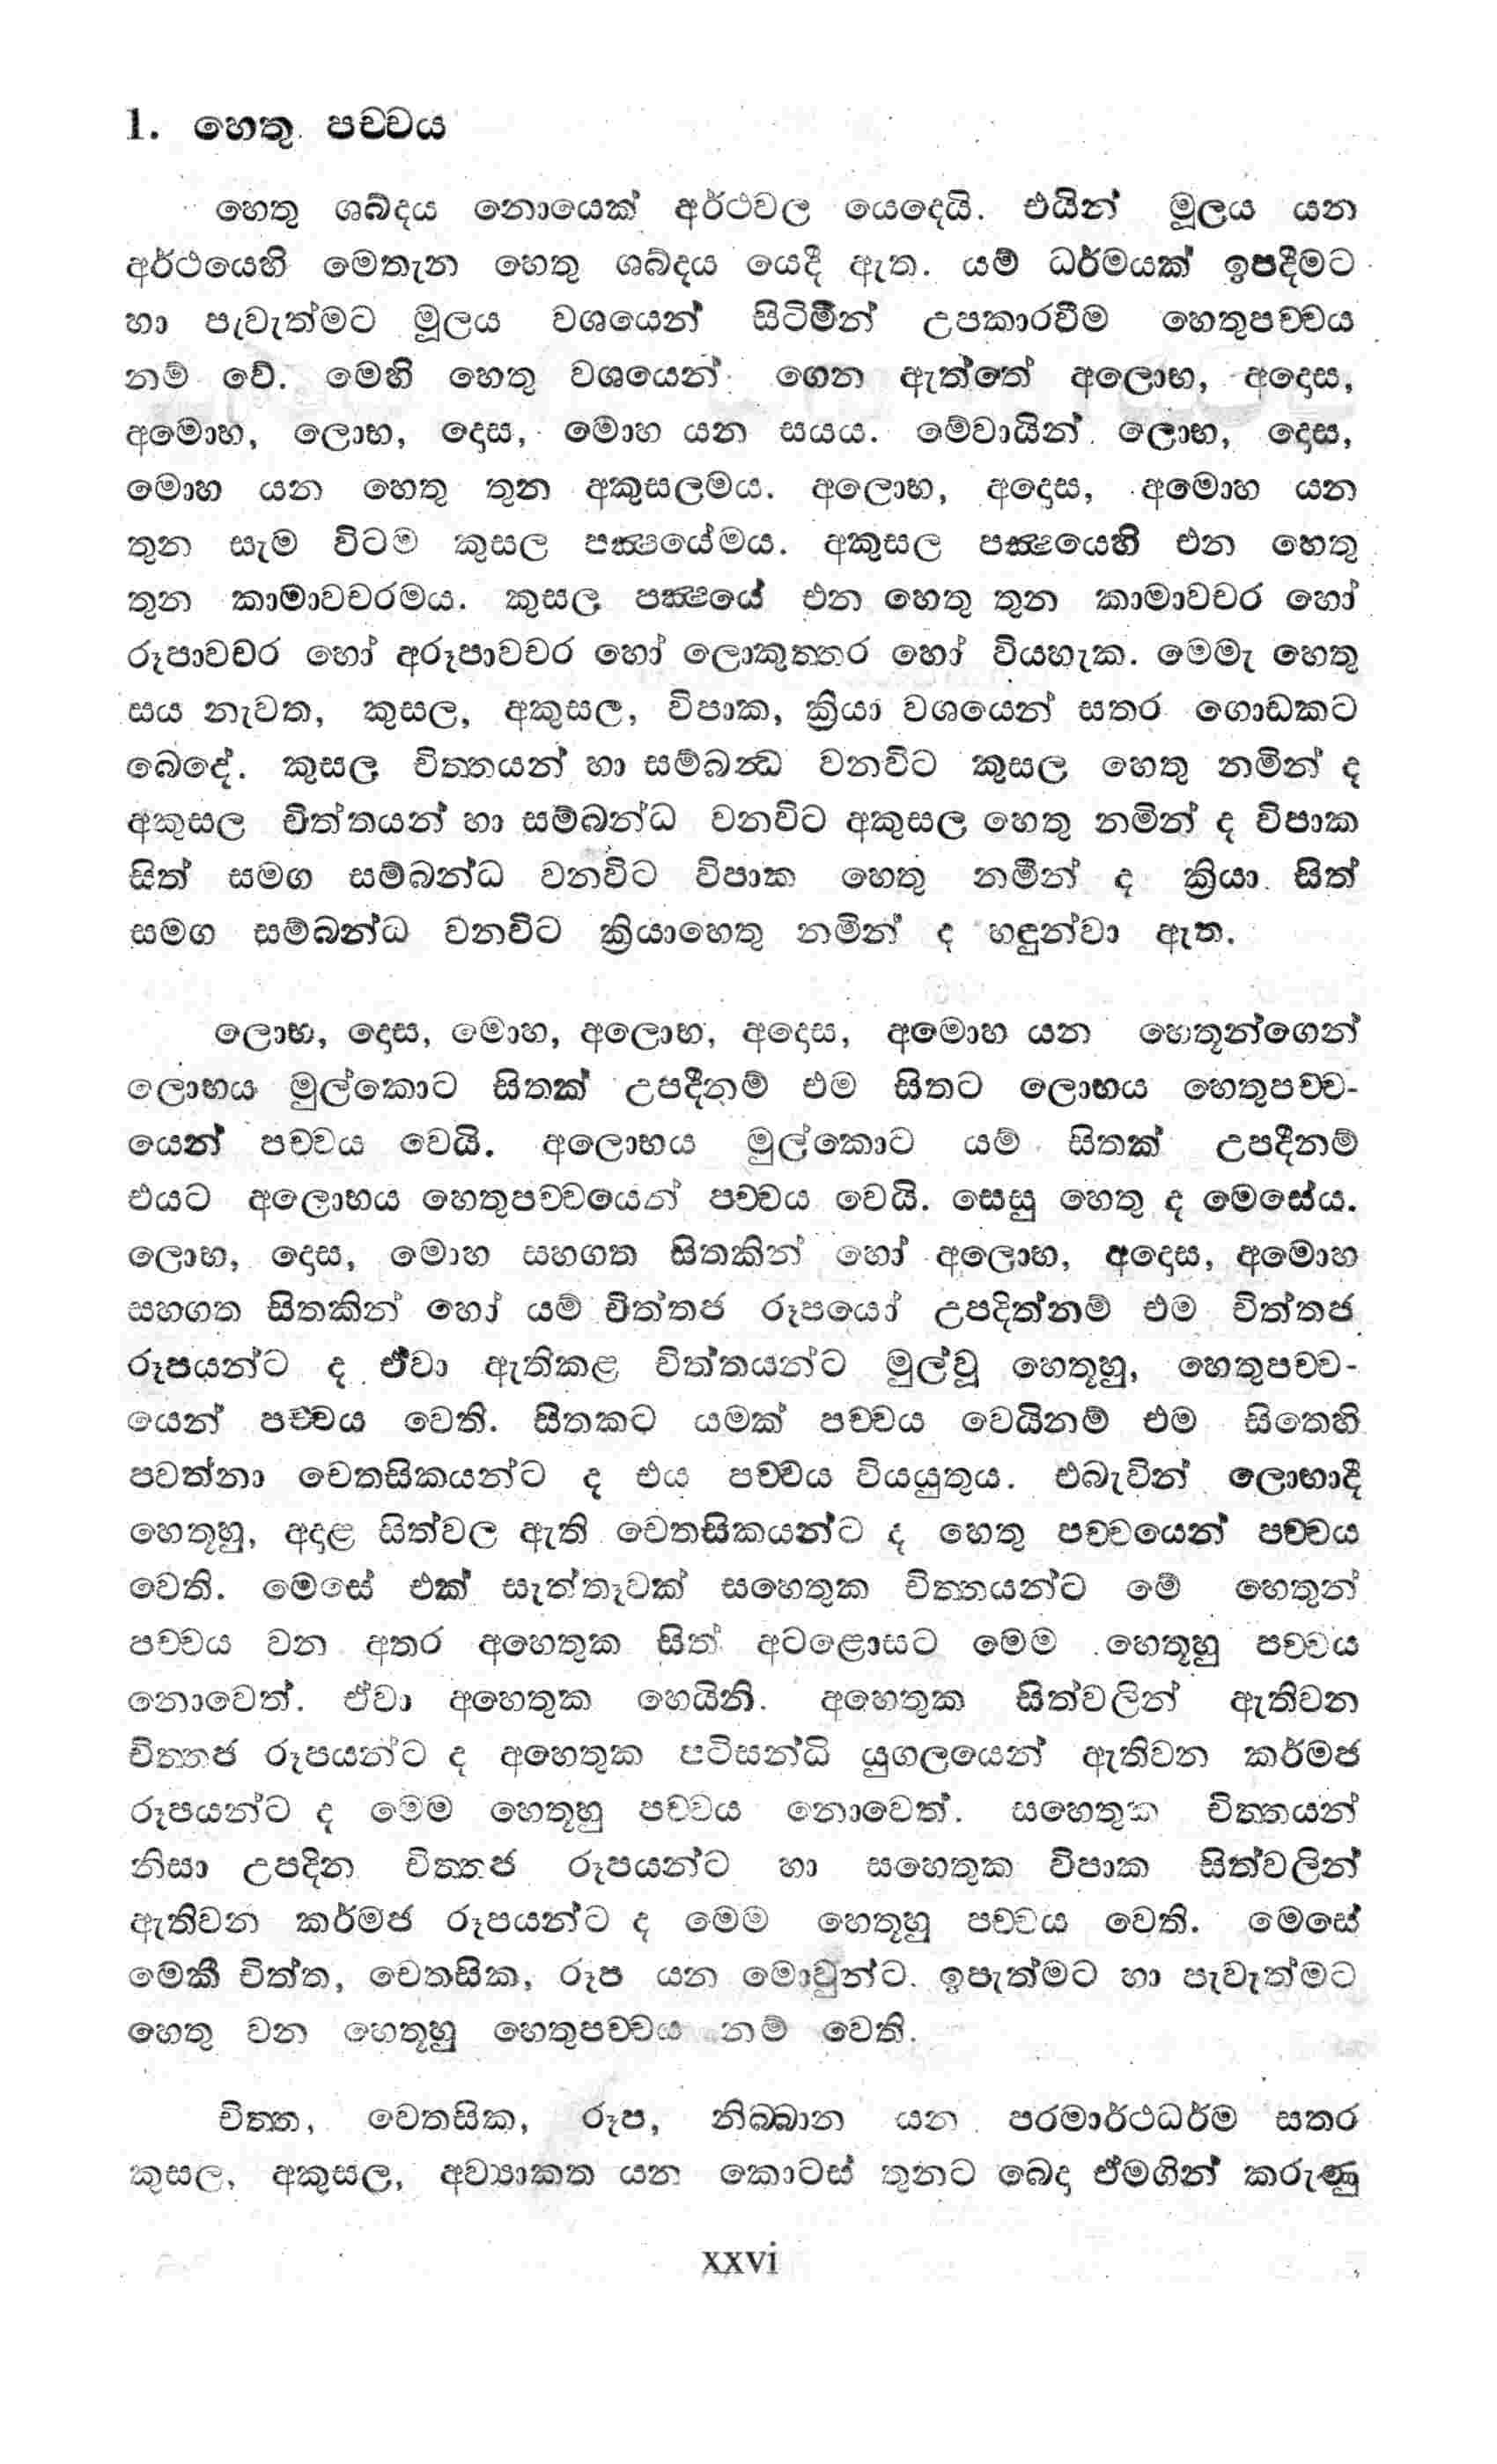 1. හෙතු පච්චය
හෙතු ශබ්දය නොයෙක් අර්ථවල යෙදෙයි. එයින් මූලය යන
අර්ථයෙහි මෙතැන හෙතු ශබ්දය යෙදී ඇත. යම් ධර්මයක් ඉපදීමට
හා පැවැත්මට මූලය වශයෙන් සිටිමින් උපකාරවීම හෙතුපච්චය
නම් වේ. මෙහි හෙතු වශයෙන් ගෙන ඇත්තේ අලොභ, අදොස,
අමොහ, ලොභ, දොස, මොහ යන සයය. මේවායින් ලොභ, දොස,
මොහ යන හෙතු තුන අකුසලමය. අලොභ, අදොස, අමොහ යන
තුන සැම විටම කුසල පක්‍ෂයේමය. අකුසල පක්‍ෂයෙහි එන හෙතු
තුන කාමාවචරමය. කුසල පක්‍ෂයේ එන හෙතු තුන කාමාවචර හෝ
රූපාවචර හෝ අරූපාවචර හෝ ලොකුත්තර හෝ වියහැක. මෙමැ හෙතු
සය නැවත, කුසල, අකුසල, විපාක, ක්‍රියා වශයෙන් සතර ගොඩකට
බෙදේ. කුසල චිත්තයන් හා සම්බන්‍ධ වනවිට කුසල හෙතු නමින් ද
අකුසල චිත්තයන් හා සම්බන්ධ වනවිට අකුසල හෙතු නමින් ද විපාක
සිත් සමග සම්බන්ධ වනවිට විපාක හෙතු නමින් ද ක්‍රියා සිත්
සමග සම්බන්ධ වනවිට ක්‍රියාහෙතු නමින් ද හඳුන්වා ඇත.
ලොභ, දොස, මොහ, අලොභ, අදොස, අමොහ යන හෙතූන්ගෙන්
ලොභය මුල්කොට සිතක් උපදීනම් එම සිතට ලොභය හෙතුපච්ච-
යෙන් පච්චය වෙයි. අලොභය මුල්කොට යම් සිතක් උපදීනම්
එයට අලොභය හෙතුපච්චයෙන් පච්චය වෙයි. සෙසු හෙතු ද මෙසේය.
ලොභ, දොස, මොහ සහගත සිතකින් හෝ අලොභ, අදොස, අමොහ
සහගත සිතකින් හෝ යම් චිත්තජ රූපයෝ උපදිත්නම් එම චිත්තජ
රූපයන්ට ද ඒවා ඇතිකළ චිත්තයන්ට මුල්වූ හෙතූහු, හෙතුපච්ච-
යෙන් පච්චය වෙති. සිතකට යමක් පච්චය වෙයිනම් එම සිතෙහි
පවත්නා චෙතසිකයන්ට ද එය පච්චය වියයුතුය. එබැවින් ලොභාදී
හෙතූහු, අදාළ සිත්වල ඇති චෙතසිකයන්ට ද හෙතු පච්චයෙන් පච්චය
වෙති. මෙසේ එක් සැත්තෑවක් සහෙතුක චිත්තයන්ට මේ හෙතුන්
පච්චය වන අතර අහෙතුක සිත් අටළොසට මෙම හෙතූහු පච්චය
නොවෙත්. ඒවා අහෙතුක හෙයිනි. අහෙතුක සිත්වලින් ඇතිවන
චිත්තජ රූපයන්ට ද අහෙතුක පටිසන්ධි යුගලයෙන් ඇතිවන කර්මජ
රූපයන්ට ද මෙම හෙතූහු පච්චය නොවෙත්. සහෙතුක චිත්තයන්
නිසා උපදින චිත්තජ රූපයන්ට හා සහෙතුක විපාක සිත්වලින්
ඇතිවන කර්මජ රූපයන්ට ද මෙම හෙතූහු පච්චය වෙති. මෙසේ
මෙකී චිත්ත, චෙතසික, රූප යන මොවුන්ට ඉපැත්මට හා පැවැත්මට
හෙතු වන හෙතූහු හෙතුපච්චය නම් වෙති.
චිත්ත, චෙතසික, රූප, නිබ්බාන යන පරමාර්ථධර්ම සතර
කුසල, අකුසල, අව්‍යාකත යන කොටස් තුනට බෙදා ඒමගින් කරුණු
xxvi